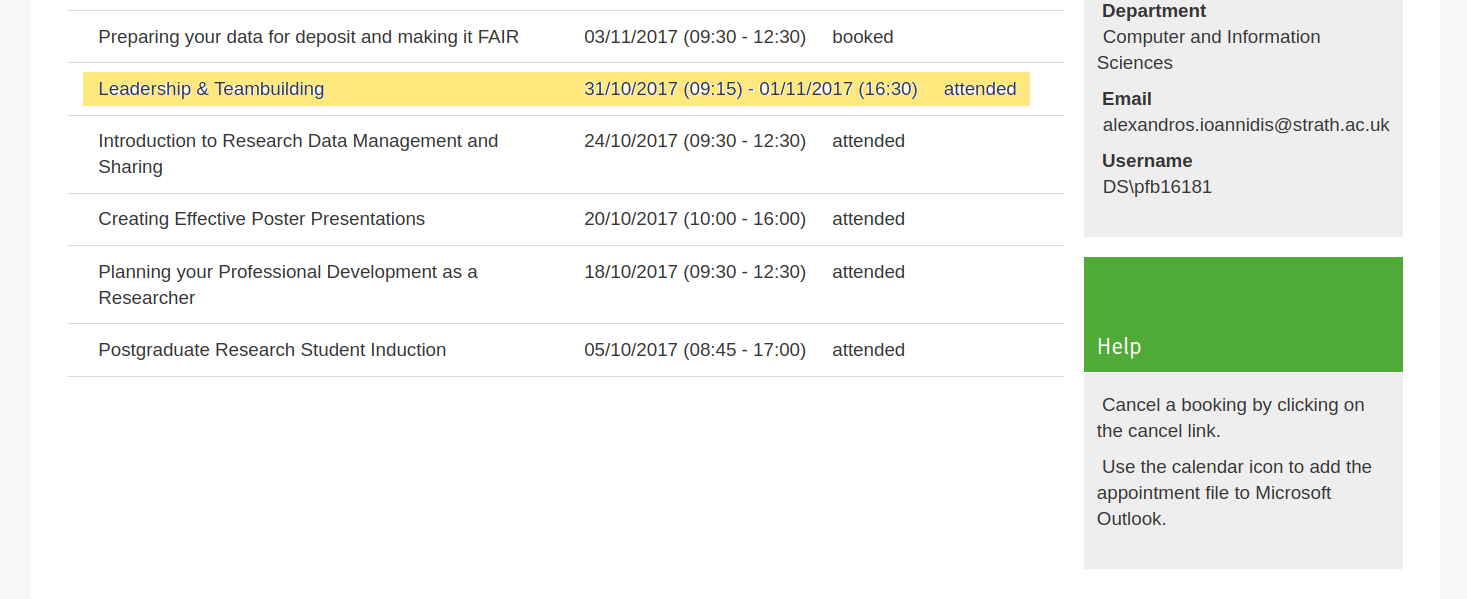 Preparing your data for deposit and making it FAIR 03/11/2017 (09:30 - 12:30) booked
Leadership & Teambuilding 31/10/2017 (09:15) - 01/11/2017 (16:30) attended
Introduction to Research Data Management and 24/10/2017 (09:30 - 12:30) attended
Sharing
Creating Effective Poster Presentations 20/10/2017 (10:00 - 16:00) attended
Planning your Professional Development as a 18/10/2017 (09:30 - 12:30) attended
Researcher
Postgraduate Research Student Induction 05/10/2017 (08:45 - 17:00) attended
Department
Computer and Information
Sciences
Email
alexandros.ioannidis@strath.ac.uk
Username
DS\pfb16181
Help
Cancel a booking by clicking on
the cancel link.
Use the calendar icon to add the
appointment file to Microsoft
Outlook.